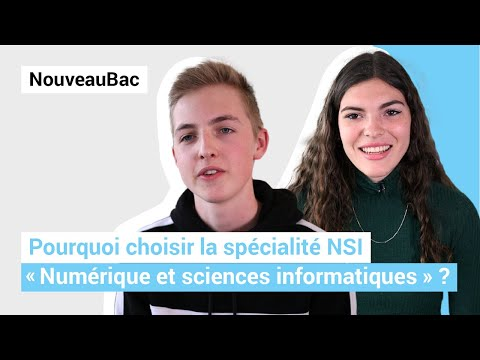 NouveauBac
Pourquoi choisir la spécialité NSI
« Numérique et sciences informatiques » ?